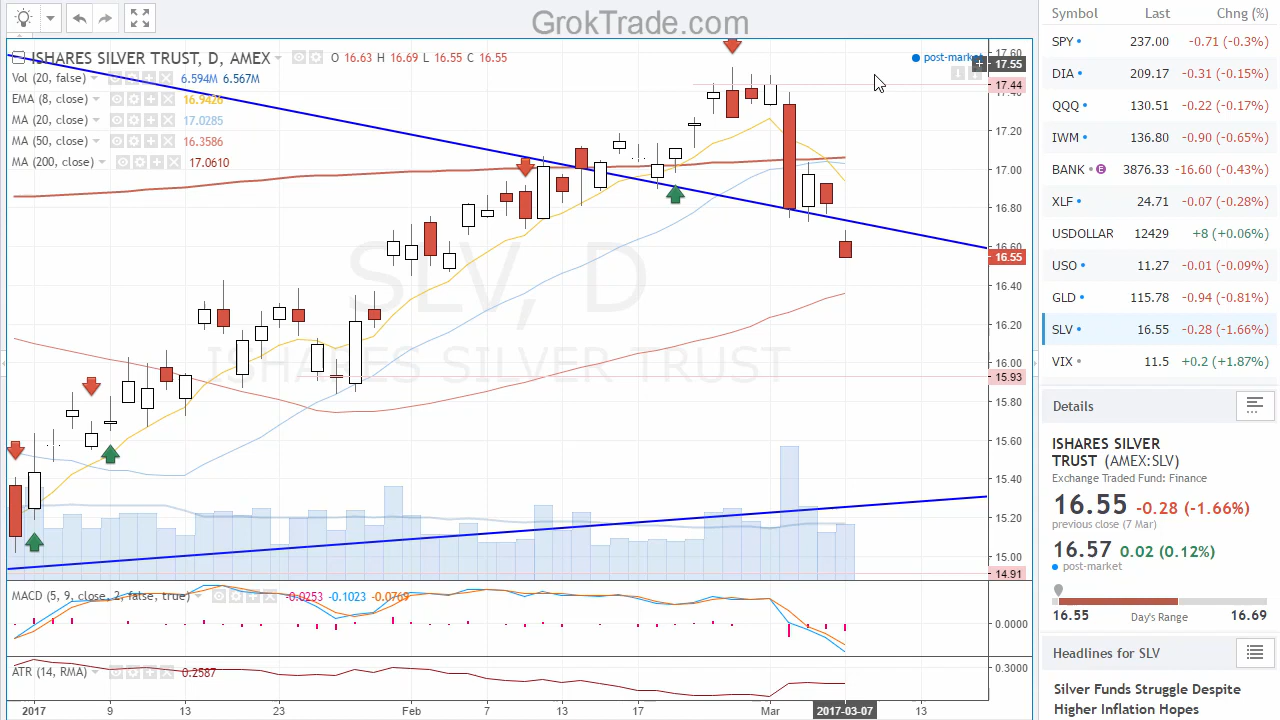 GrokTrade.com
ISHARES SILVER TRUST, D, AMEX O 16.63 H 16.69 L 16.55 C 16.55
Vol (20, false) 6.594M 6.567M
EMA (8, close) 16.9426
MA (20, close) 17.0285
MA (50, close) 16.3586
MA (200, close) 17.0610
post-market
SLV, D
ISHARES SILVER TRUST
17.60
17.55
17.44
17.40
17.20
17.00
16.80
16.60
16.55
16.40
16.20
16.00
15.93
15.80
15.60
15.40
15.20
15.00
14.91
MACD (5, 9, close, 2, false, true) -0.0253 -0.1023 -0.0769
0.0000
ATR (14, RMA) 0.2587
0.3000
2017 9 13 23 Feb 7 13 17 Mar 2017-03-07 13
Symbol Last Chng (%)
SPY 237.00 -0.71 (-0.3%)
DIA 209.17 -0.31 (-0.15%)
QQQ 130.51 -0.22 (-0.17%)
IWM 136.80 -0.90 (-0.65%)
BANK E 3876.33 -16.60 (-0.43%)
XLF 24.71 -0.07 (-0.28%)
USDOLLAR 12429 +8 (+0.06%)
USO 11.27 -0.01 (-0.09%)
GLD 115.78 -0.94 (-0.81%)
SLV 16.55 -0.28 (-1.66%)
VIX 11.5 +0.2 (+1.87%)
Details
ISHARES SILVER
TRUST (AMEX:SLV)
Exchange Traded Fund: Finance
16.55 -0.28 (-1.66%)
previous close (7 Mar)
16.57 0.02 (0.12%)
post-market
16.55 Day's Range 16.69
Headlines for SLV
Silver Funds Struggle Despite
Higher Inflation Hopes